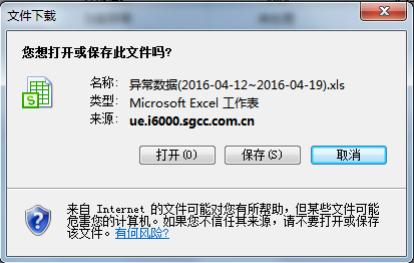 文件下载
您想打开或保存此文件吗?
名称: 异常数据(2016-04-12~2016-04-19).xls
类型: Microsoft Excel 工作表
来源: ue.i6000.sgcc.com.cn
打开(O) 保存(S) 取消
来自 Internet 的文件可能对您有所帮助,但某些文件可能
危害您的计算机。如果您不信任其来源,请不要打开或保存
该文件。有何风险?